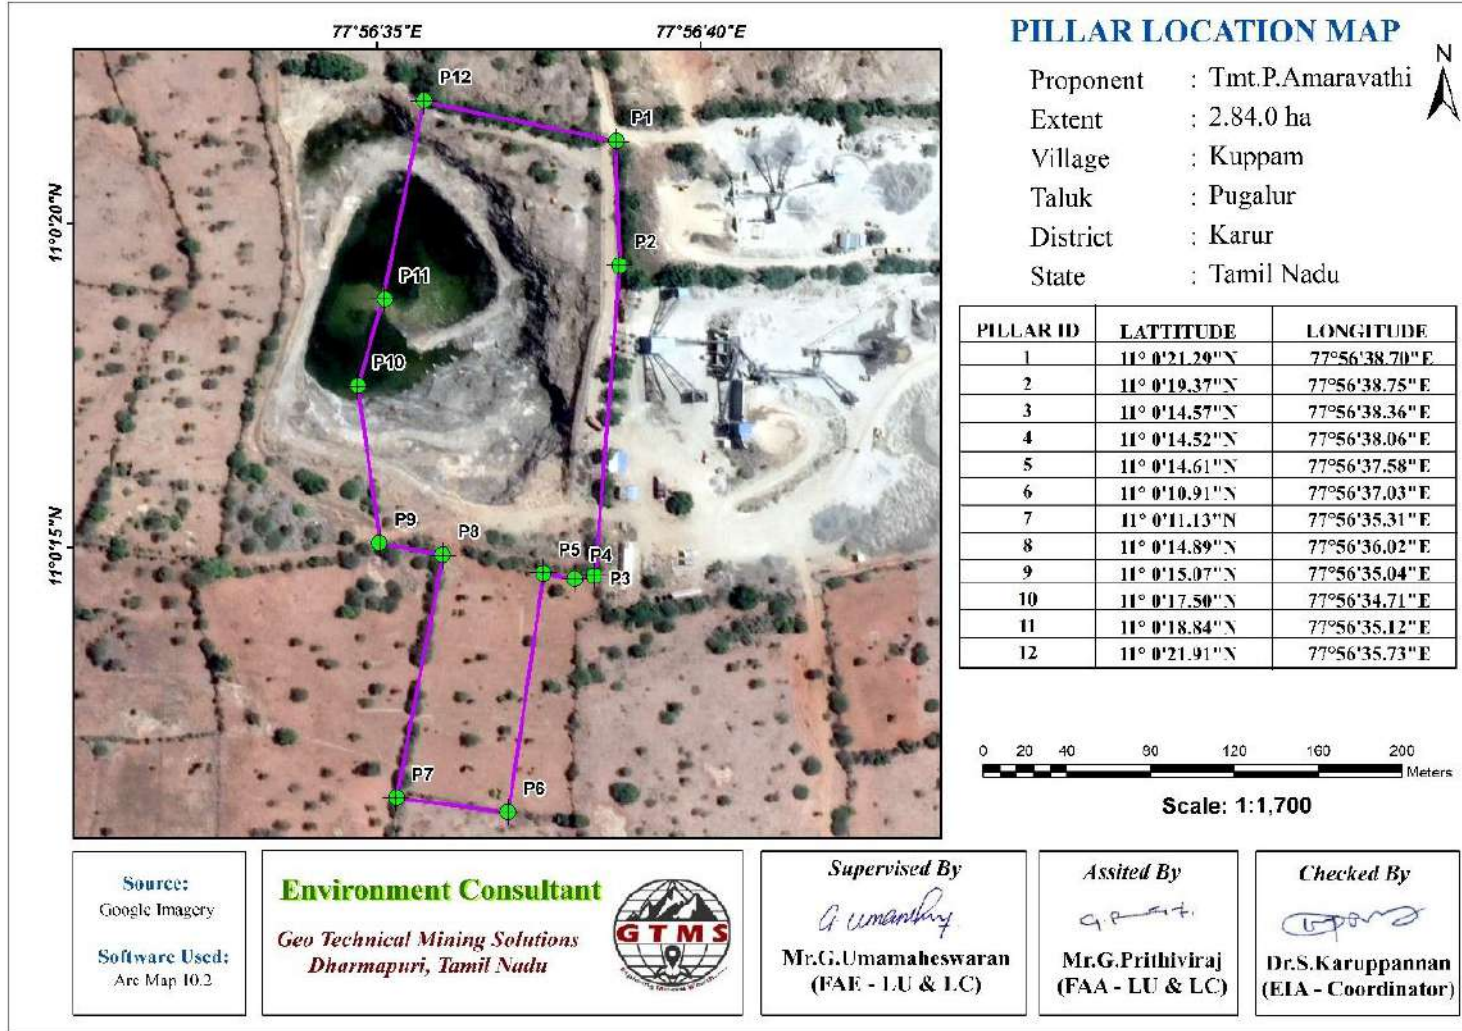 77°56'35"E
77°56'40"E
11°0'20"N
11°0'15"N
P12
P1
P2
P11
P10
P9
P8
P5
P4
P3
P7
P6
PILLAR LOCATION MAP
N
Proponent : Tmt.P.Amaravathi
Extent : 2.84.0 ha
Village : Kuppam
Taluk : Pugalur
District : Karur
State : Tamil Nadu
PILLAR ID LATTITUDE LONGITUDE
1 11° 0'21.29"N 77°56'38.70"E
2 11° 0'19.37"N 77°56'38.75"E
3 11° 0'14.57"N 77°56'38.36"E
4 11° 0'14.52"N 77°56'38.06"E
5 11° 0'14.61"N 77°56'37.58"E
6 11° 0'10.91"N 77°56'37.03"E
7 11° 0'11.13"N 77°56'35.31"E
8 11° 0'14.89"N 77°56'36.02"E
9 11° 0'15.07"N 77°56'35.04"E
10 11° 0'17.50"N 77°56'34.71"E
11 11° 0'18.84"N 77°56'35.12"E
12 11° 0'21.91"N 77°56'35.73"E
0 20 40 80 120 160 200
Meters
Scale: 1:1,700
Source:
Google Imagery
Software Used:
Arc Map 10.2
Environment Consultant
Geo Technical Mining Solutions
Dharmapuri, Tamil Nadu
GTMS
Supervised By
Mr.G.Umamaheswaran
(FAE - LU & LC)
Assited By
Mr.G.Prithiviraj
(FAA - LU & LC)
Checked By
Dr.S.Karuppannan
(EIA - Coordinator)